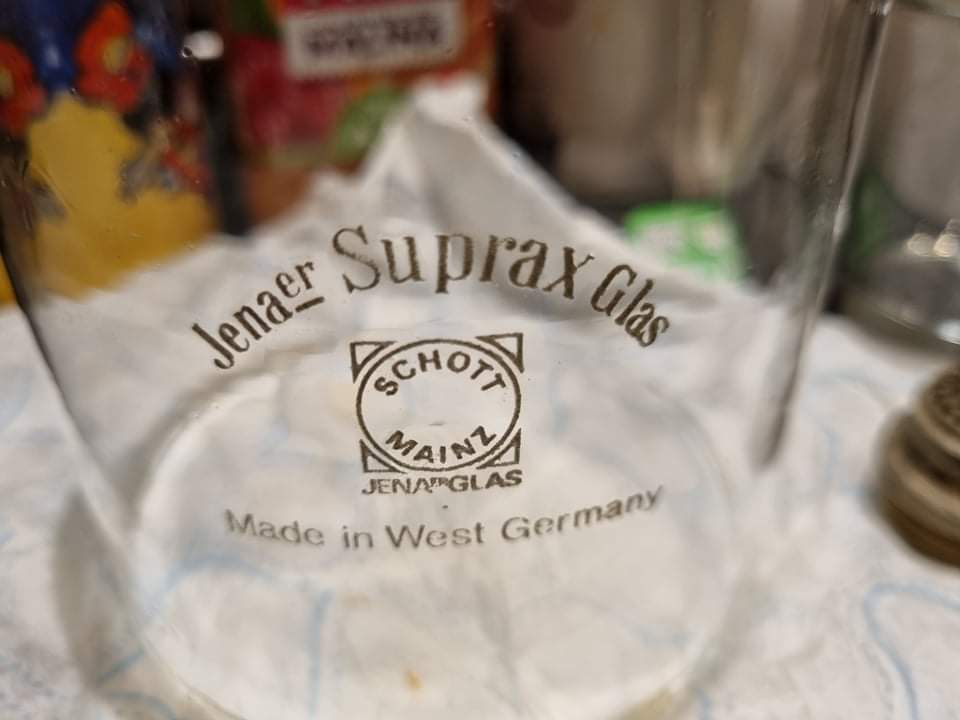 Jenaer Suprax Glas
SCHOTT
MAINZ
JENAer GLAS
Made in West Germany